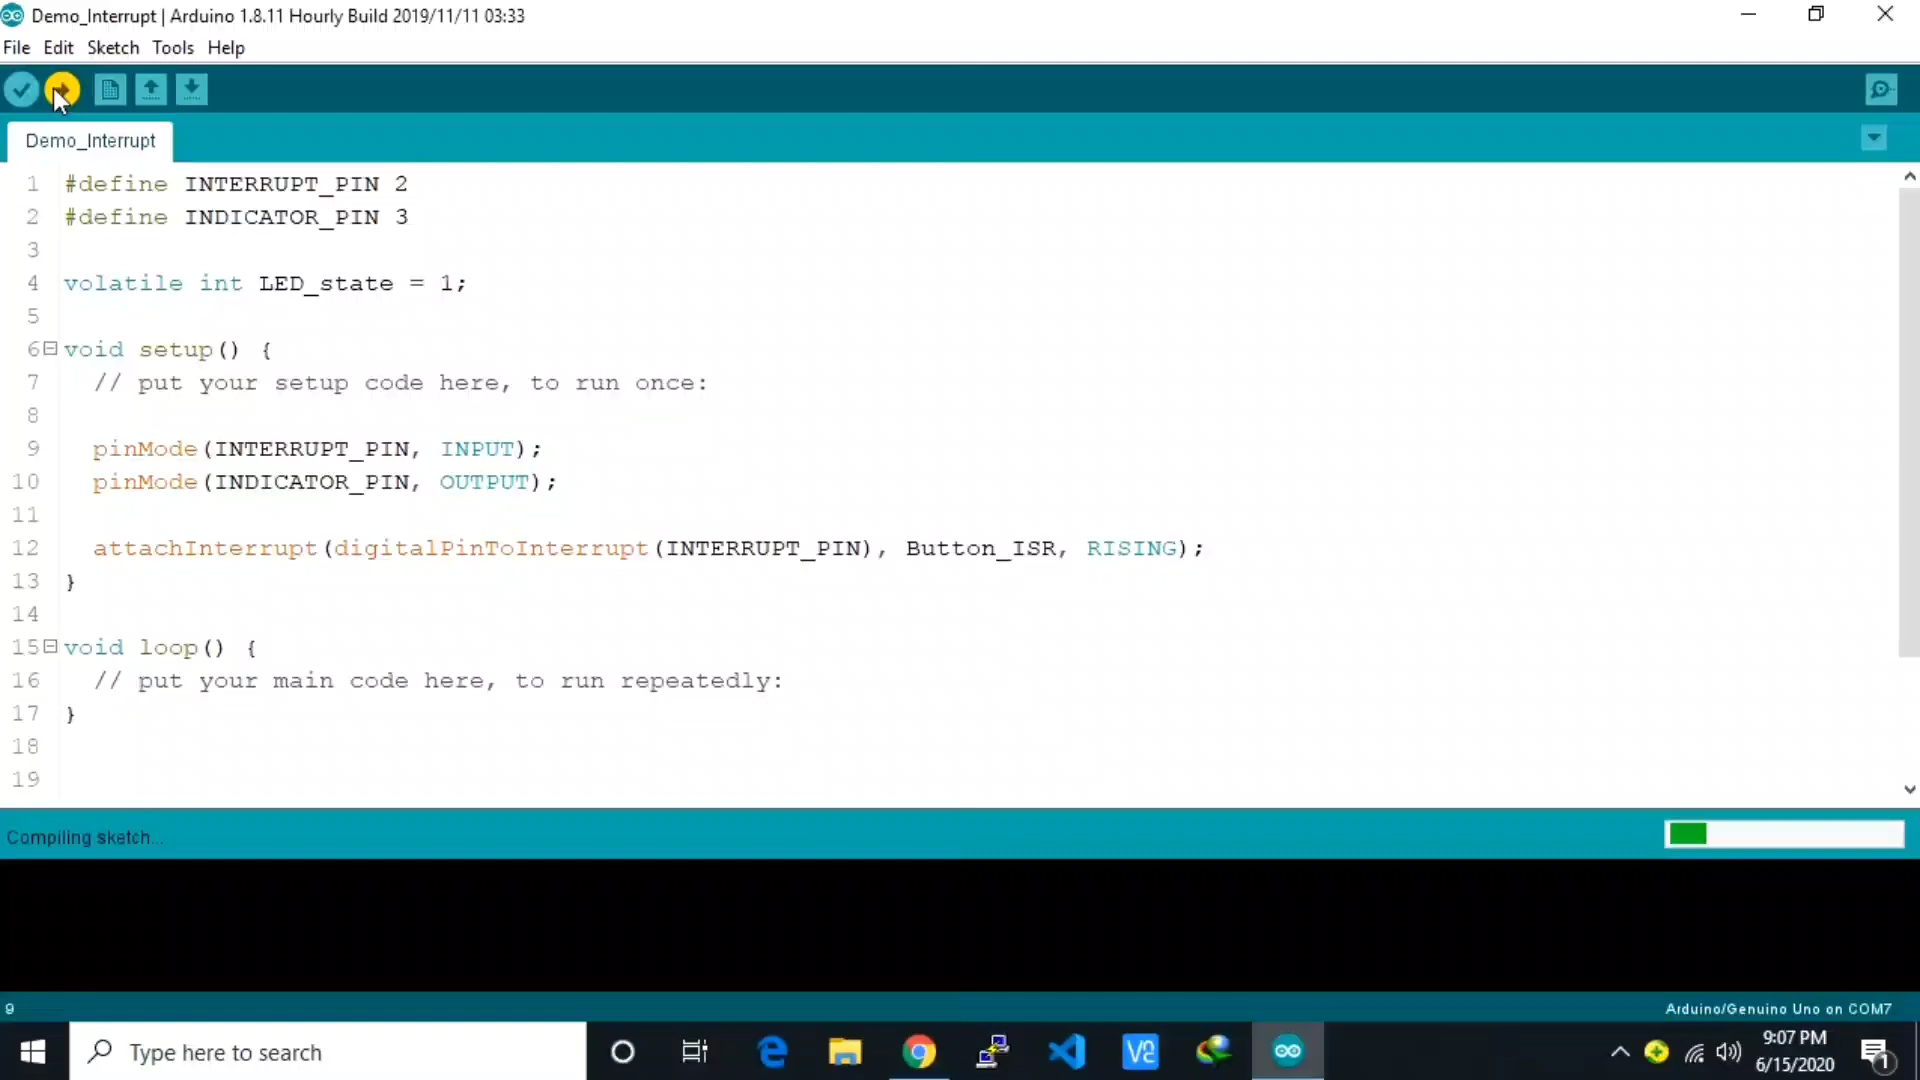 Demo_Interrupt | Arduino 1.8.11 Hourly Build 2019/11/11 03:33
File Edit Sketch Tools Help
Demo_Interrupt
1 #define INTERRUPT_PIN 2
2 #define INDICATOR_PIN 3
3
4 volatile int LED_state = 1;
5
6 void setup() {
7 // put your setup code here, to run once:
8
9 pinMode(INTERRUPT_PIN, INPUT);
10 pinMode(INDICATOR_PIN, OUTPUT);
11
12 attachInterrupt(digitalPinToInterrupt(INTERRUPT_PIN), Button_ISR, RISING);
13 }
14
15 void loop() {
16 // put your main code here, to run repeatedly:
17 }
18
19
Compiling sketch...
9 Arduino/Genuino Uno on COM7
Type here to search
9:07 PM
6/15/2020
1